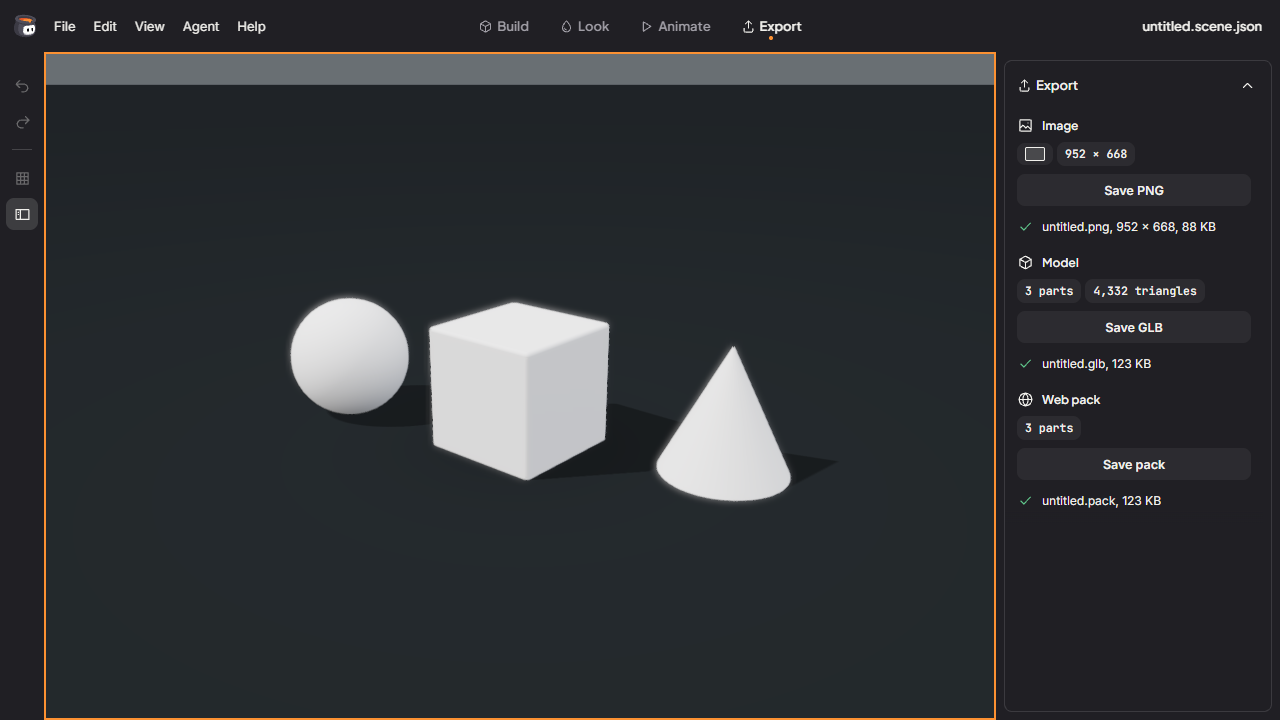 File Edit View Agent Help
Build Look Animate Export
untitled.scene.json
Export
Image
952 × 668
Save PNG
untitled.png, 952 × 668, 88 KB
Model
3 parts 4,332 triangles
Save GLB
untitled.glb, 123 KB
Web pack
3 parts
Save pack
untitled.pack, 123 KB